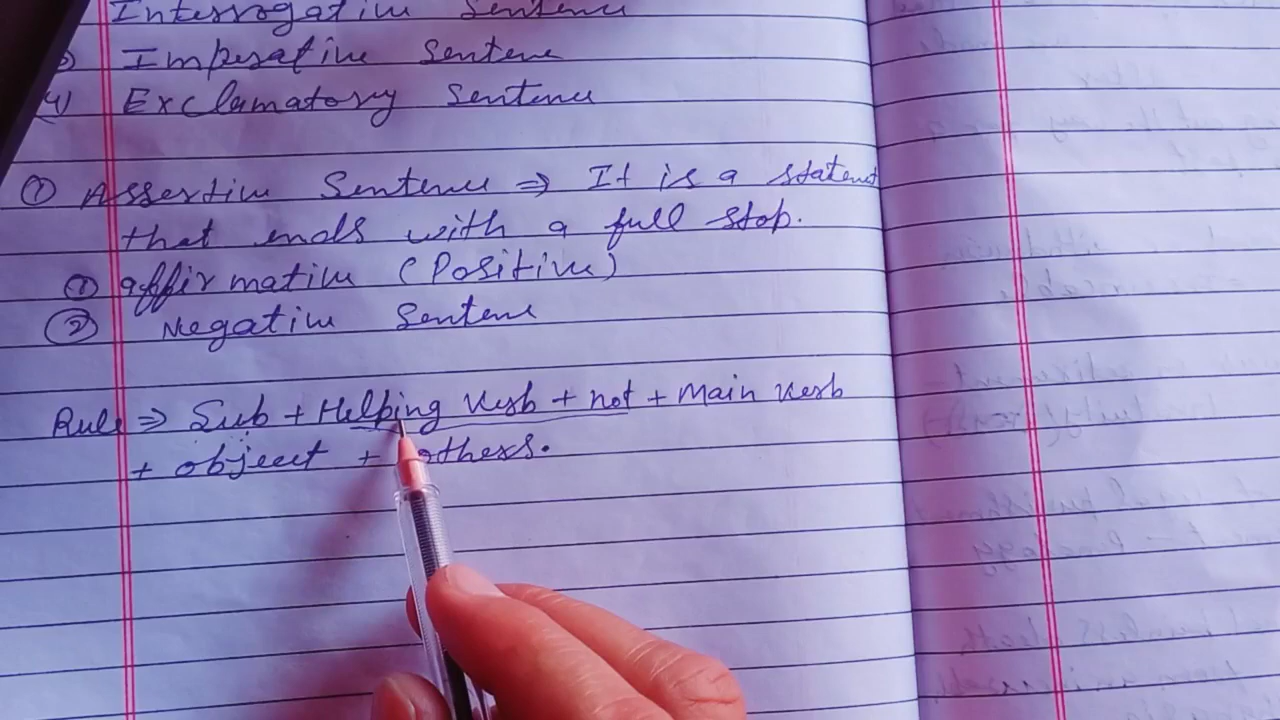 Interrogative Sentence
3) Imperative Sentence
4) Exclamatory Sentence
① Assertive Sentence ⇒ It is a statement
that ends with a full stop.
① affirmative (Positive)
② Negative Sentence
Rule ⇒ Sub + Helping verb + not + Main verb
+ object + others.